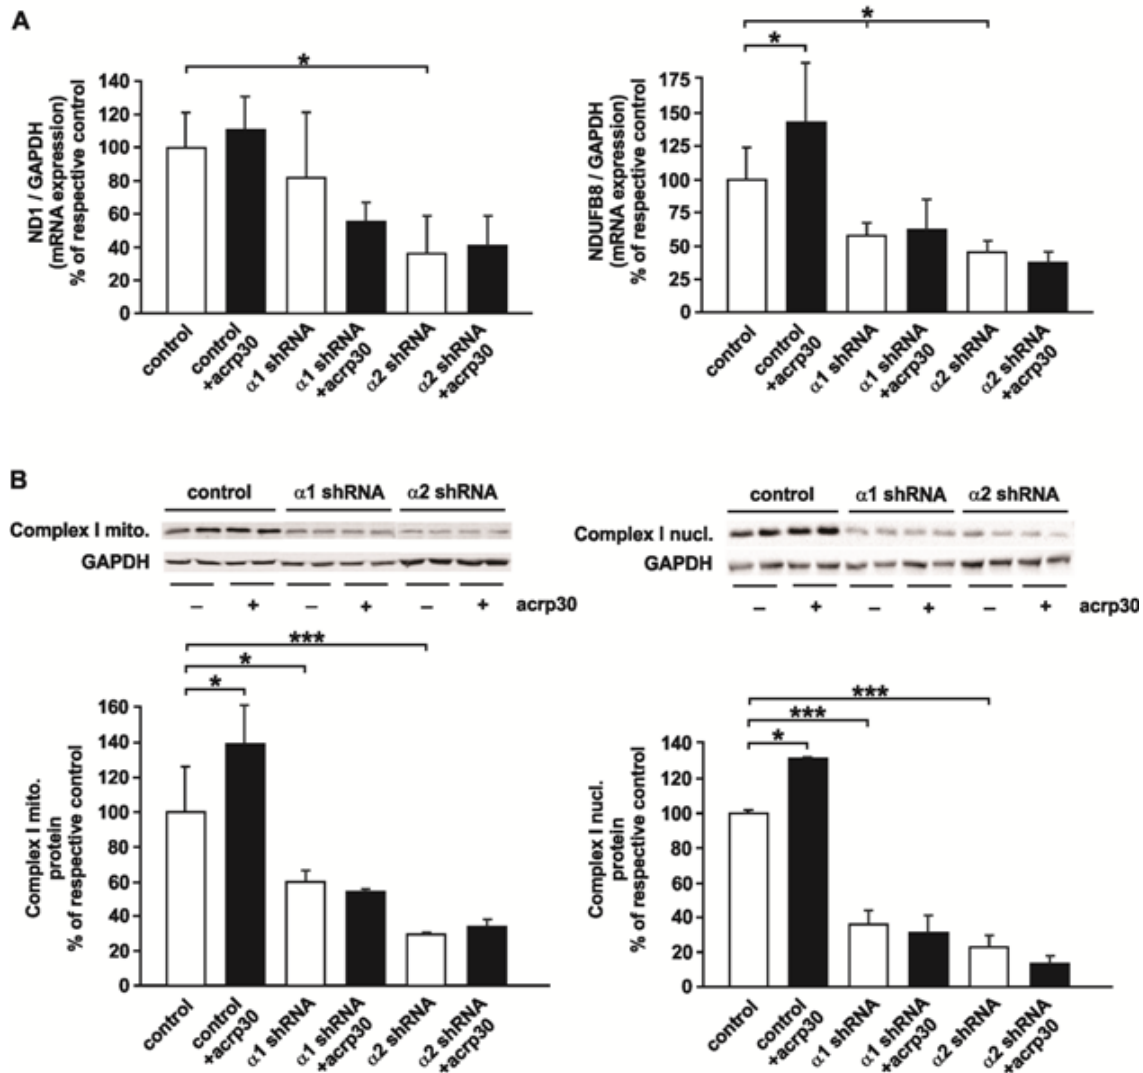 A
*
ND1 / GAPDH
(mRNA expression)
% of respective control
140
120
100
80
60
40
20
0
control
control
+acrp30
α1 shRNA
α1 shRNA
+acrp30
α2 shRNA
α2 shRNA
+acrp30
*
*
NDUFB8 / GAPDH
(mRNA expression)
% of respective control
175
150
125
100
75
50
25
0
control
control
+acrp30
α1 shRNA
α1 shRNA
+acrp30
α2 shRNA
α2 shRNA
+acrp30
B
control α1 shRNA α2 shRNA
Complex I mito.
GAPDH
– + – + – + acrp30
***
*
*
Complex I mito.
protein
% of respective control
160
140
120
100
80
60
40
20
0
control
control
+acrp30
α1 shRNA
α1 shRNA
+acrp30
α2 shRNA
α2 shRNA
+acrp30
control α1 shRNA α2 shRNA
Complex I nucl.
GAPDH
– + – + – + acrp30
***
***
*
Complex I nucl.
protein
% of respective control
140
120
100
80
60
40
20
0
control
control
+acrp30
α1 shRNA
α1 shRNA
+acrp30
α2 shRNA
α2 shRNA
+acrp30